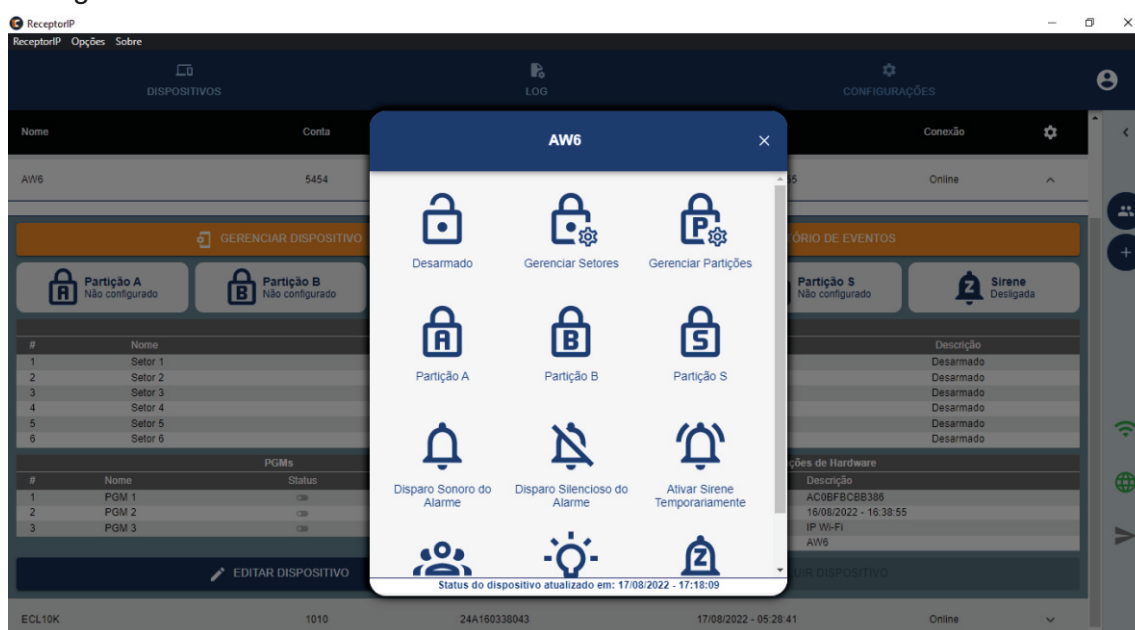 ReceptorIP
ReceptorIP Opções Sobre
DISPOSITIVOS
LOG
CONFIGURAÇÕES
Nome
Conta
Conexão
AW6
5454
Online
GERENCIAR DISPOSITIVO
Partição A
Não configurado
Partição B
Não configurado
Partição S
Não configurado
Sirene
Desligada
# Nome
Descrição
1 Setor 1
Desarmado
2 Setor 2
Desarmado
3 Setor 3
Desarmado
4 Setor 4
Desarmado
5 Setor 5
Desarmado
6 Setor 6
Desarmado
PGMs
de Hardware
# Nome Status
Descrição
1 PGM 1
AC0BFBCBB386
2 PGM 2
16/08/2022 - 16:38:55
3 PGM 3
IP Wi-Fi
AW6
EDITAR DISPOSITIVO
DISPOSITIVO
DE EVENTOS
ECL10K 1010 24A160338043 17/08/2022 - 05:28:41 Online
AW6
Desarmado
Gerenciar Setores
Gerenciar Partições
P
A
B
S
Partição A
Partição B
Partição S
Disparo Sonoro do
Alarme
Disparo Silencioso do
Alarme
Ativar Sirene
Temporariamente
Z
Status do dispositivo atualizado em: 17/08/2022 - 17:18:09